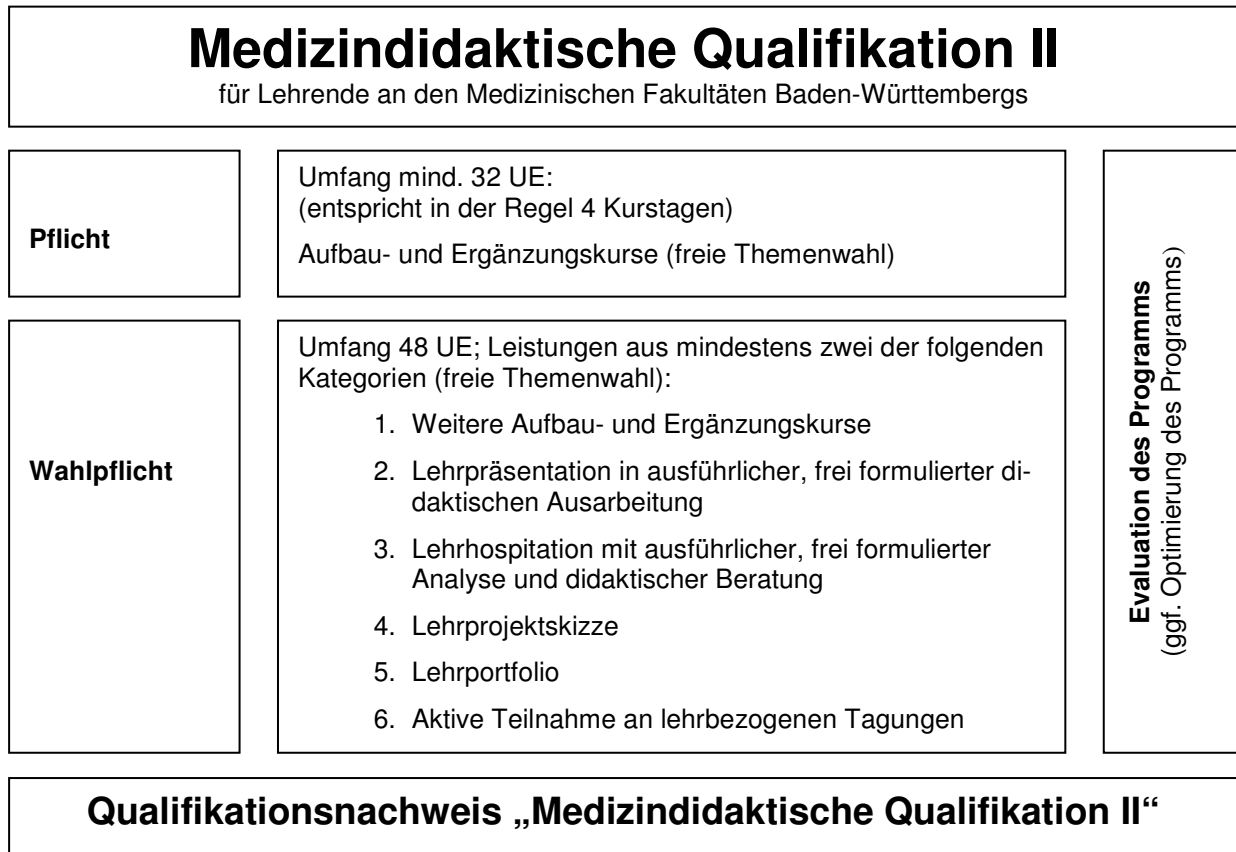 Medizindidaktische Qualifikation II
für Lehrende an den Medizinischen Fakultäten Baden-Württembergs
Pflicht
Umfang mind. 32 UE:
(entspricht in der Regel 4 Kurstagen)
Aufbau- und Ergänzungskurse (freie Themenwahl)
Wahlpflicht
Umfang 48 UE; Leistungen aus mindestens zwei der folgenden
Kategorien (freie Themenwahl):
1. Weitere Aufbau- und Ergänzungskurse
2. Lehrpräsentation in ausführlicher, frei formulierter di-
daktischen Ausarbeitung
3. Lehrhospitation mit ausführlicher, frei formulierter
Analyse und didaktischer Beratung
4. Lehrprojektskizze
5. Lehrportfolio
6. Aktive Teilnahme an lehrbezogenen Tagungen
Evaluation des Programms
(ggf. Optimierung des Programms)
Qualifikationsnachweis „Medizindidaktische Qualifikation II“